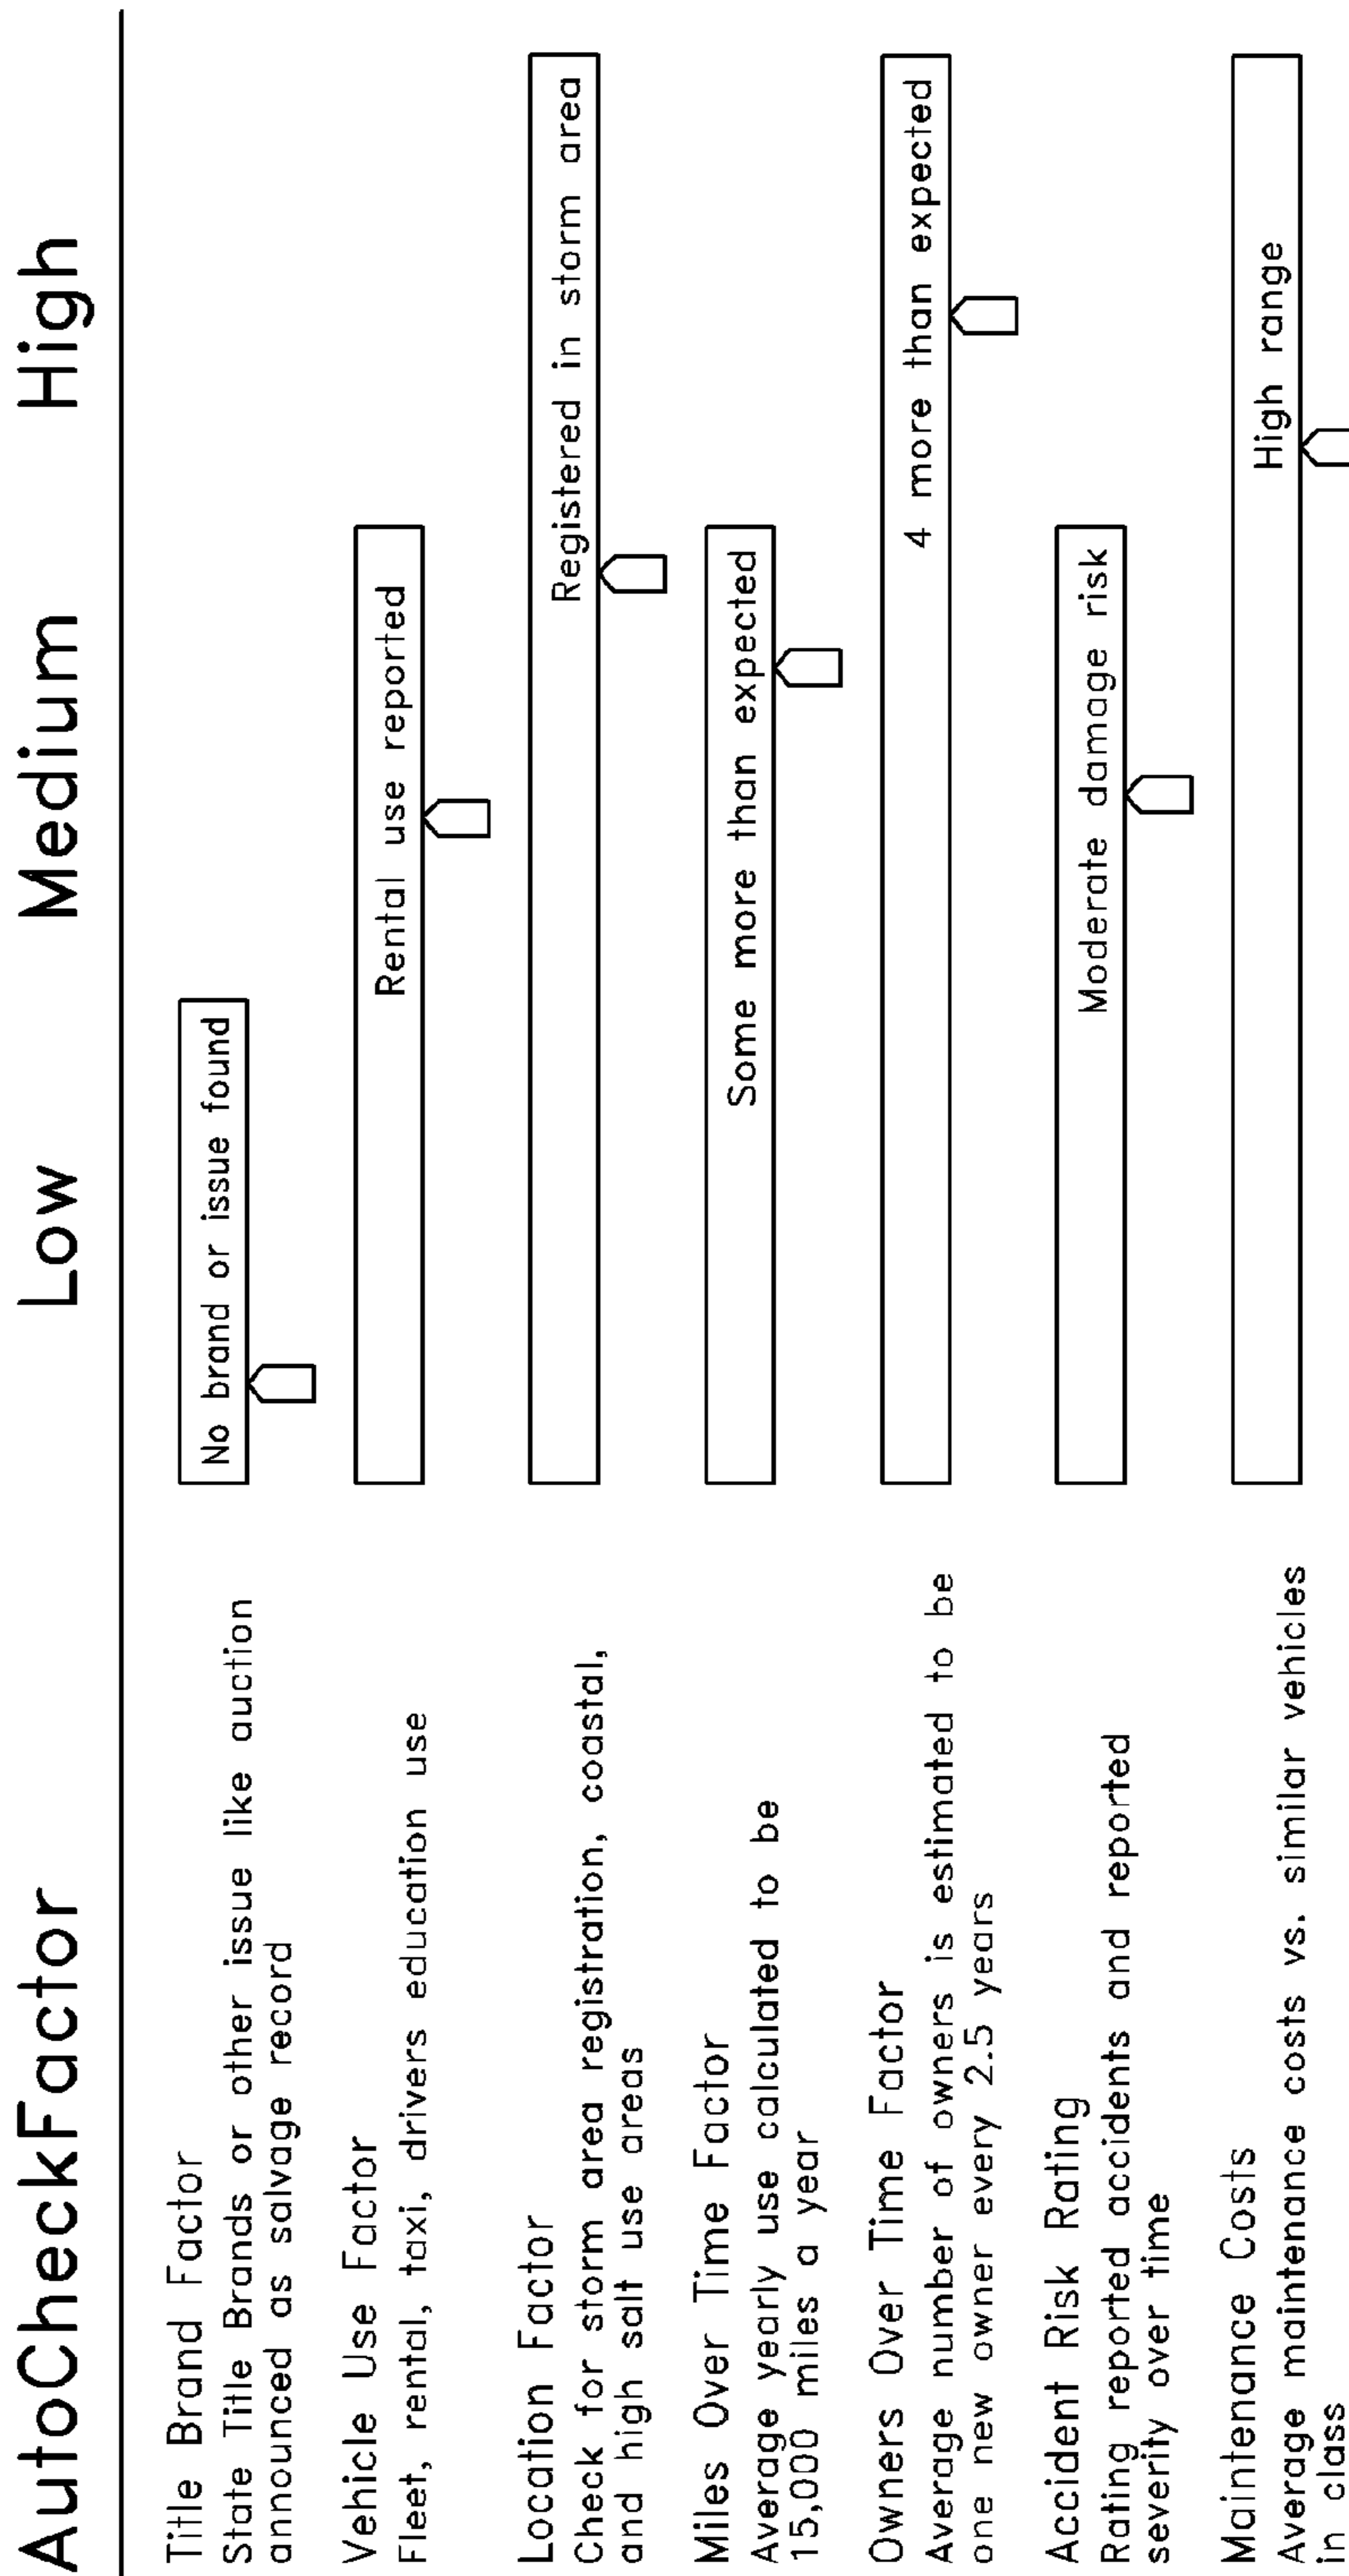 AutoCheckFactor Low Medium High
Title Brand Factor
State Title Brands or other issue like auction
announced as salvage record
No brand or issue found
Vehicle Use Factor
Fleet, rental, taxi, drivers education use
Rental use reported
Location Factor
Check for storm area registration, coastal,
and high salt use areas
Registered in storm area
Miles Over Time Factor
Average yearly use calculated to be
15,000 miles a year
Some more than expected
Owners Over Time Factor
Average number of owners is estimated to be
one new owner every 2.5 years
4 more than expected
Accident Risk Rating
Rating reported accidents and reported
severity over time
Moderate damage risk
Maintenance Costs
Average maintenance costs vs. similar vehicles
in class
High range